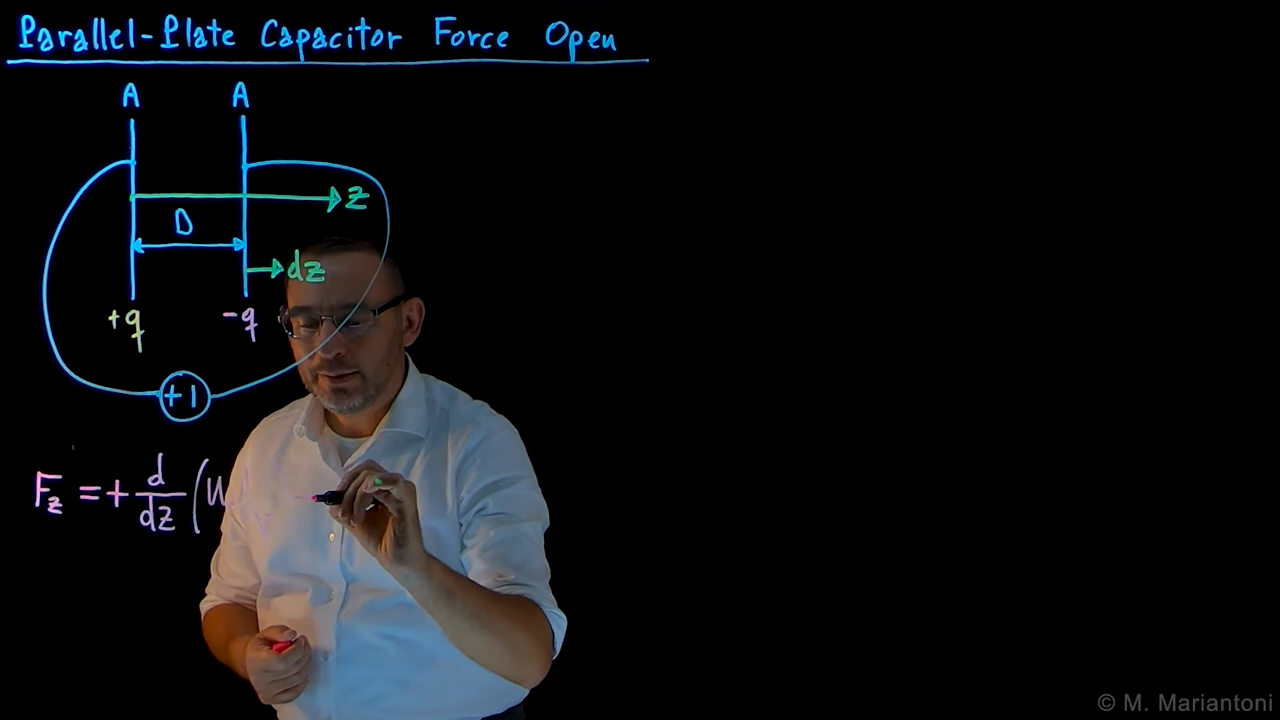 Parallel-Plate Capacitor Force Open
A A
z
D
dz
+q -q
+1
F_z = + d/dz (U
© M. Mariantoni